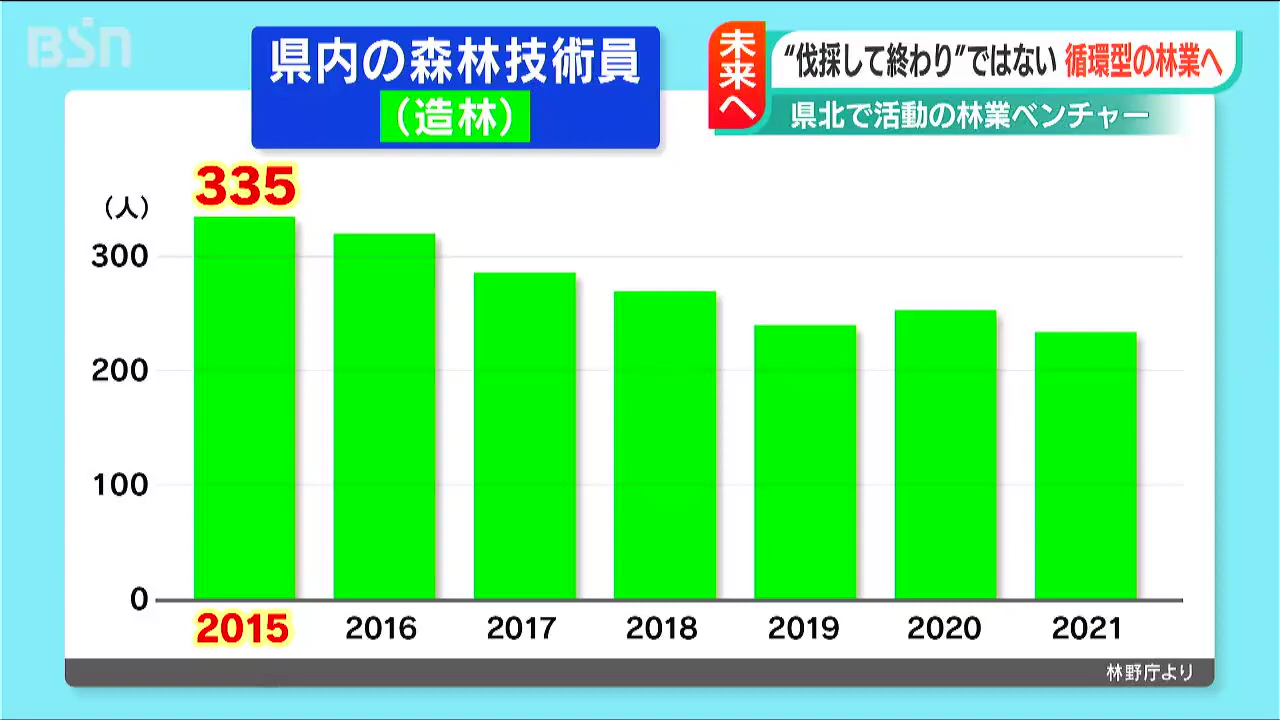 BSN
県内の森林技術員
（造林）
未来へ
“伐採して終わり”ではない 循環型の林業へ
県北で活動の林業ベンチャー
335
（人）
300
200
100
0
2015 2016 2017 2018 2019 2020 2021
林野庁より